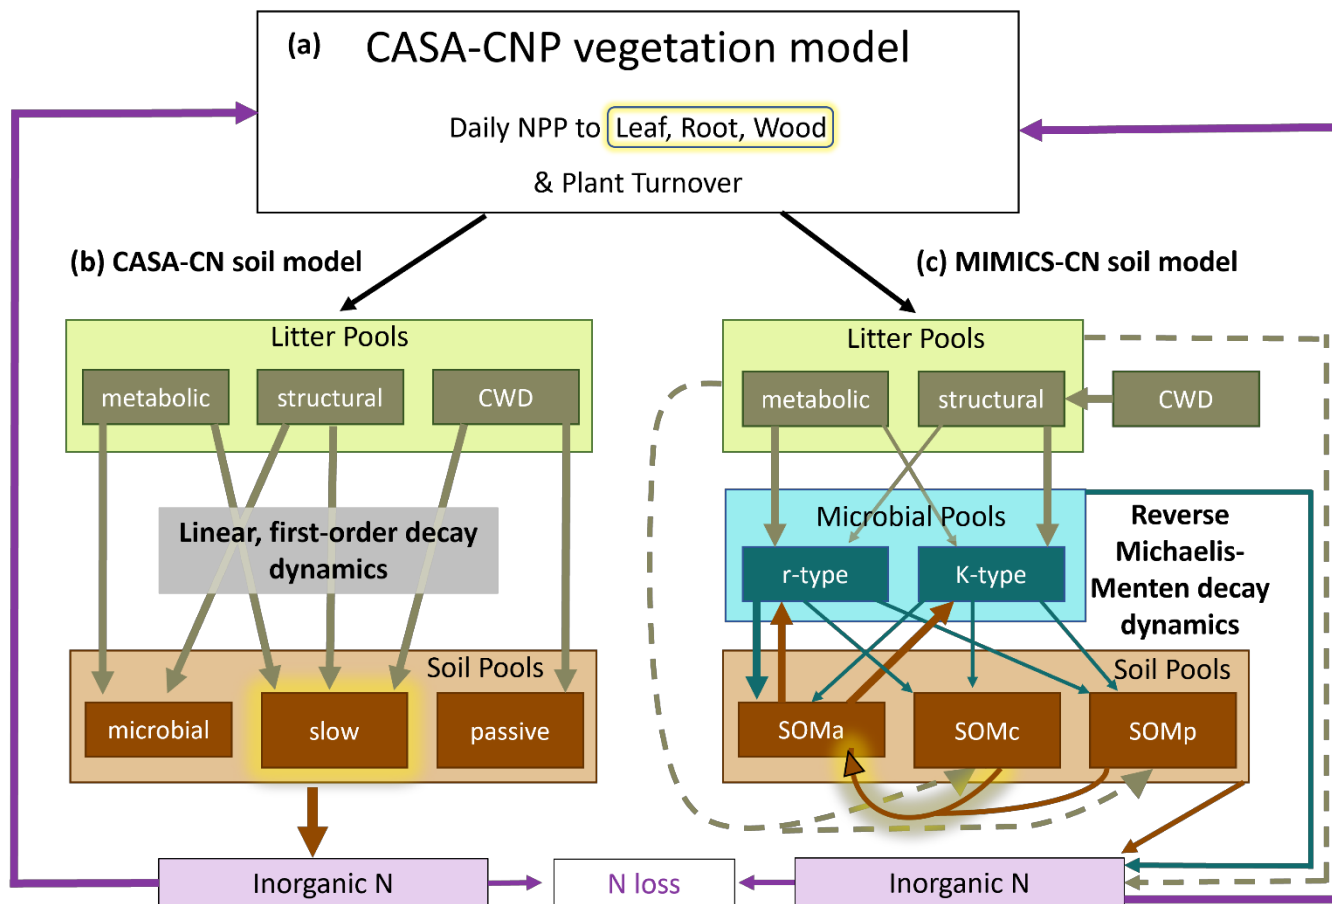 (a) CASA-CNP vegetation model
Daily NPP to Leaf, Root, Wood
& Plant Turnover
(b) CASA-CN soil model
Litter Pools
metabolic
structural
CWD
Linear, first-order decay
dynamics
Soil Pools
microbial
slow
passive
Inorganic N
N loss
(c) MIMICS-CN soil model
Litter Pools
metabolic
structural
CWD
Microbial Pools
r-type
K-type
Reverse
Michaelis-
Menten decay
dynamics
Soil Pools
SOMa
SOMc
SOMp
Inorganic N